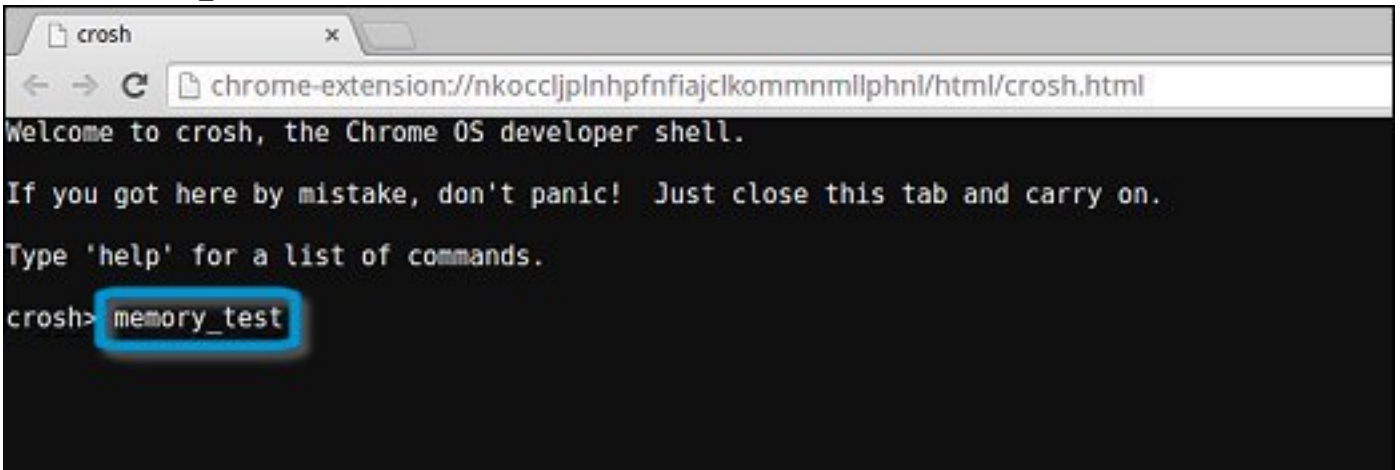 crosh
chrome-extension://nkoccljplnhpfnfiajclkommnmllphnl/html/crosh.html
Welcome to crosh, the Chrome OS developer shell.
If you got here by mistake, don't panic!  Just close this tab and carry on.
Type 'help' for a list of commands.
crosh> memory_test